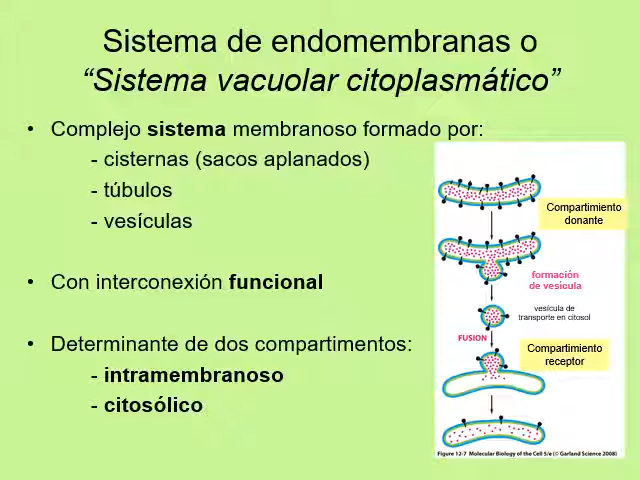 Sistema de endomembranas o
“Sistema vacuolar citoplasmático”
• Complejo sistema membranoso formado por:
- cisternas (sacos aplanados)
- túbulos
- vesículas
• Con interconexión funcional
• Determinante de dos compartimentos:
- intramembranoso
- citosólico
Compartimiento
donante
formación
de vesícula
vesícula de
transporte en citosol
FUSION
Compartimiento
receptor
Figure 12-7 Molecular Biology of the Cell 5/e (© Garland Science 2008)